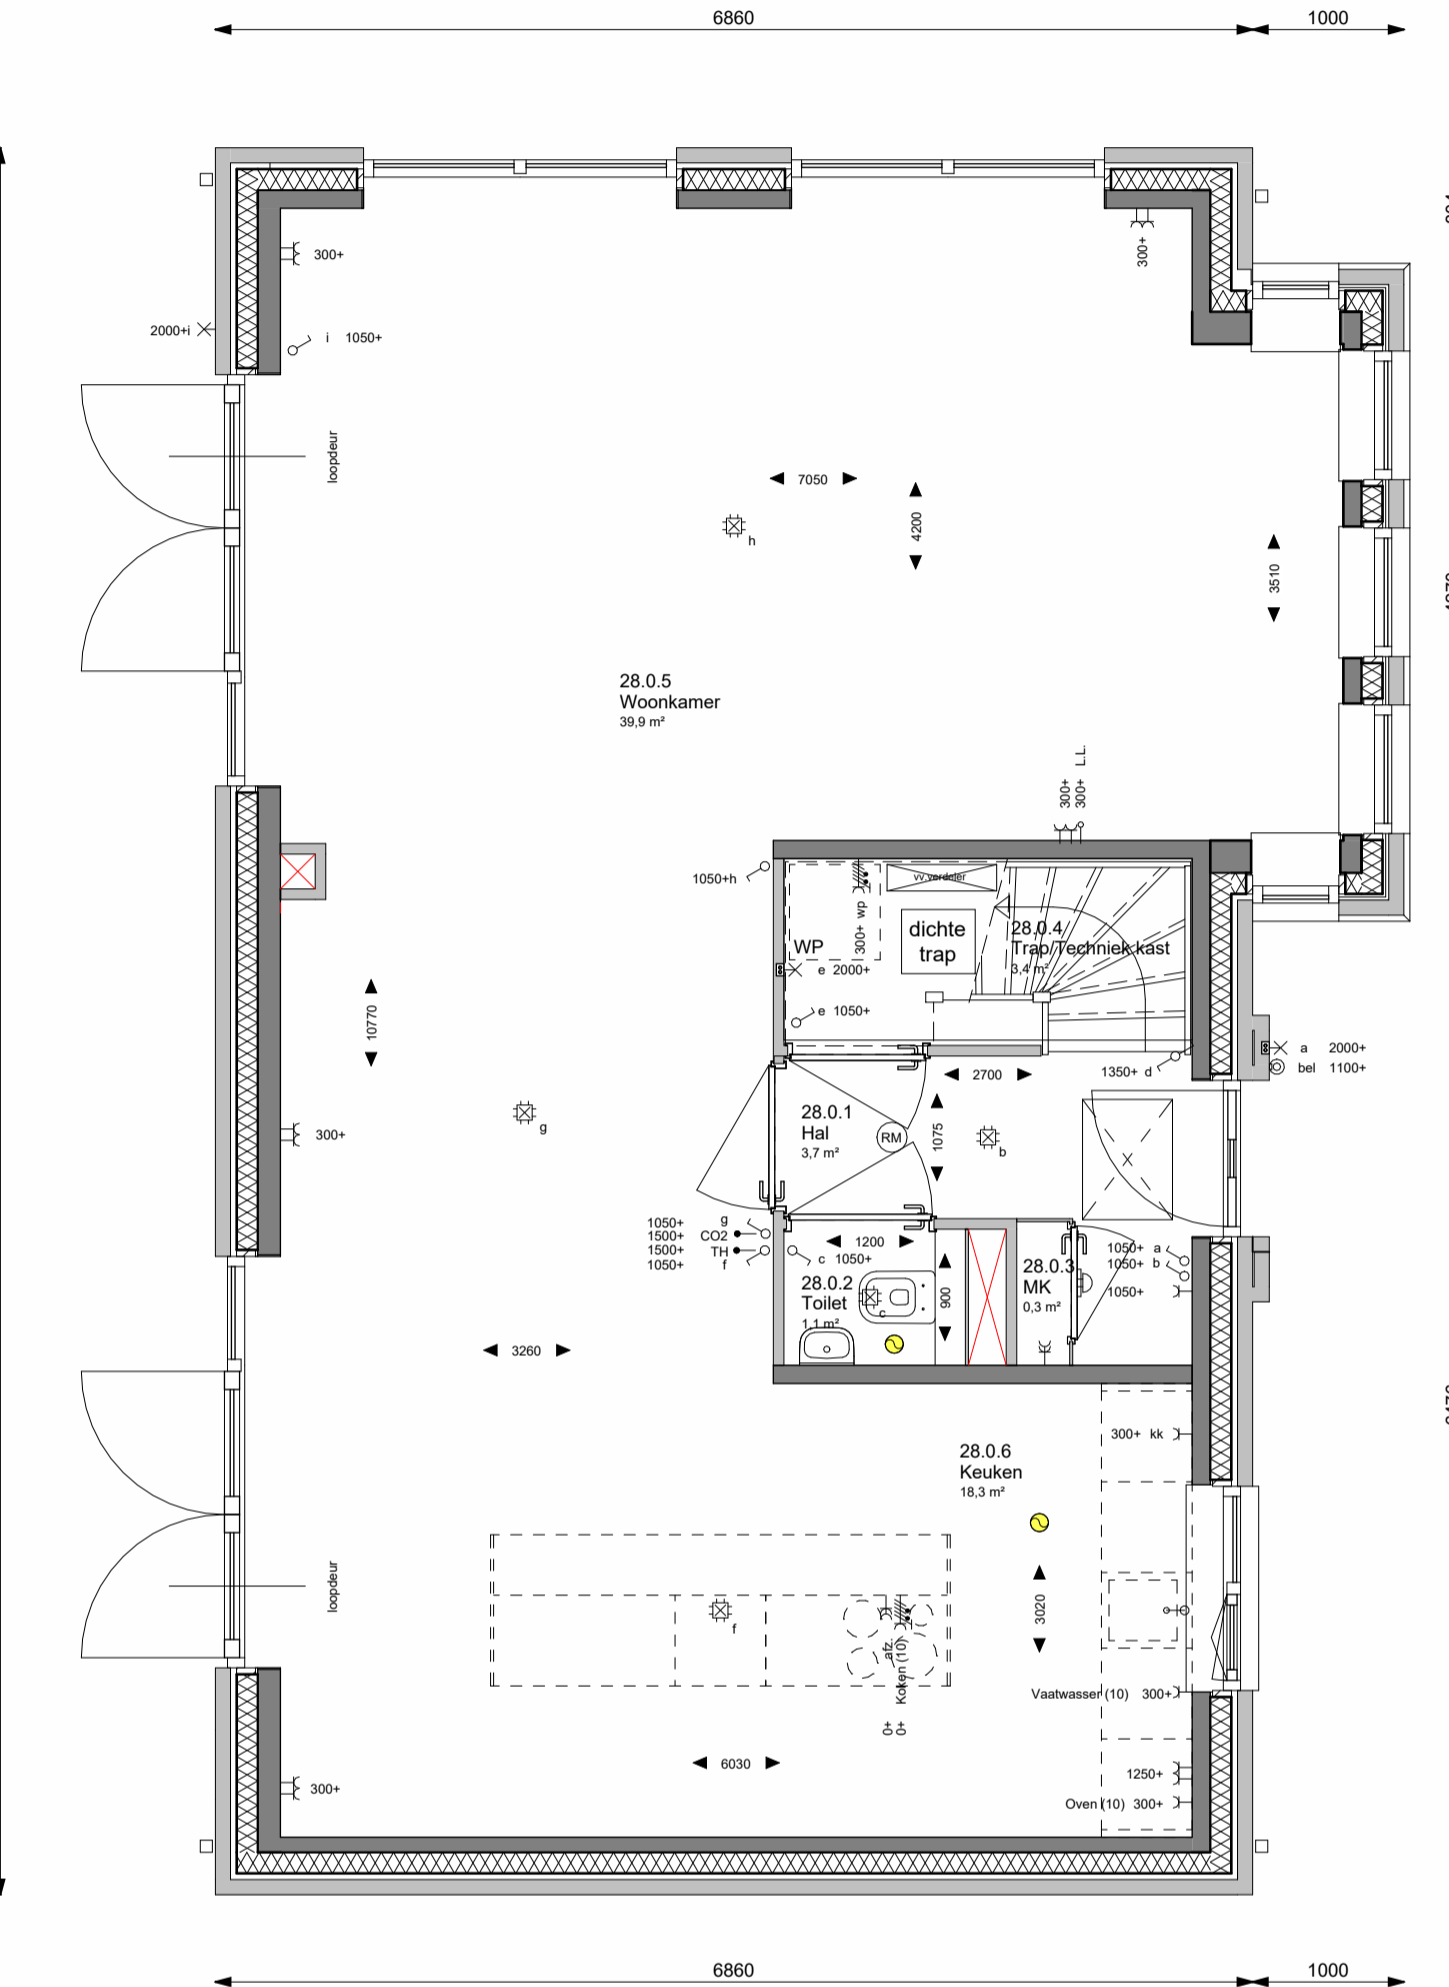 6860
1000
300+
300+
2000+i
i 1050+
loopdeur
7050
4200
h
3510
28.0.5
Woonkamer
39,9 m²
300+
300+ L.L.
1050+h
vv.verdeler
300+ wp
WP
dichte
trap
28.0.4
Trap/Techniek kast
3,4 m²
e 2000+
e 1050+
10770
2700
1350+ d
a 2000+
bel 1100+
28.0.1
Hal
3,7 m²
RM
1075
b
g
300+
1050+ g
1500+ CO2
1500+ TH
1050+ f
1200
c 1050+
28.0.2
Toilet
1,1 m²
c
900
28.0.3
MK
0,3 m²
1050+ a
1050+ b
1050+
3260
300+ kk
28.0.6
Keuken
18,3 m²
loopdeur
f
3020
afz.
Koken (10)
0+
0+
Vaatwasser (10) 300+
6030
300+
1250+
Oven (10) 300+
6860
1000